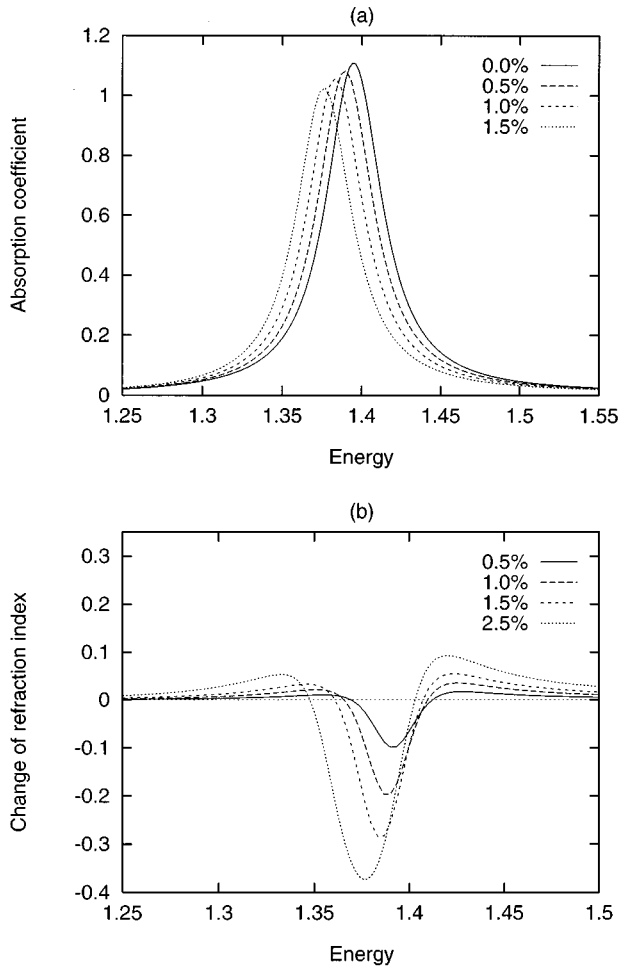 (a)
1.2
1
0.8
0.6
0.4
0.2
0
Absorption coefficient
0.0%
0.5%
1.0%
1.5%
1.25 1.3 1.35 1.4 1.45 1.5 1.55
Energy
(b)
0.3
0.2
0.1
0
-0.1
-0.2
-0.3
-0.4
Change of refraction index
0.5%
1.0%
1.5%
2.5%
1.25 1.3 1.35 1.4 1.45 1.5
Energy